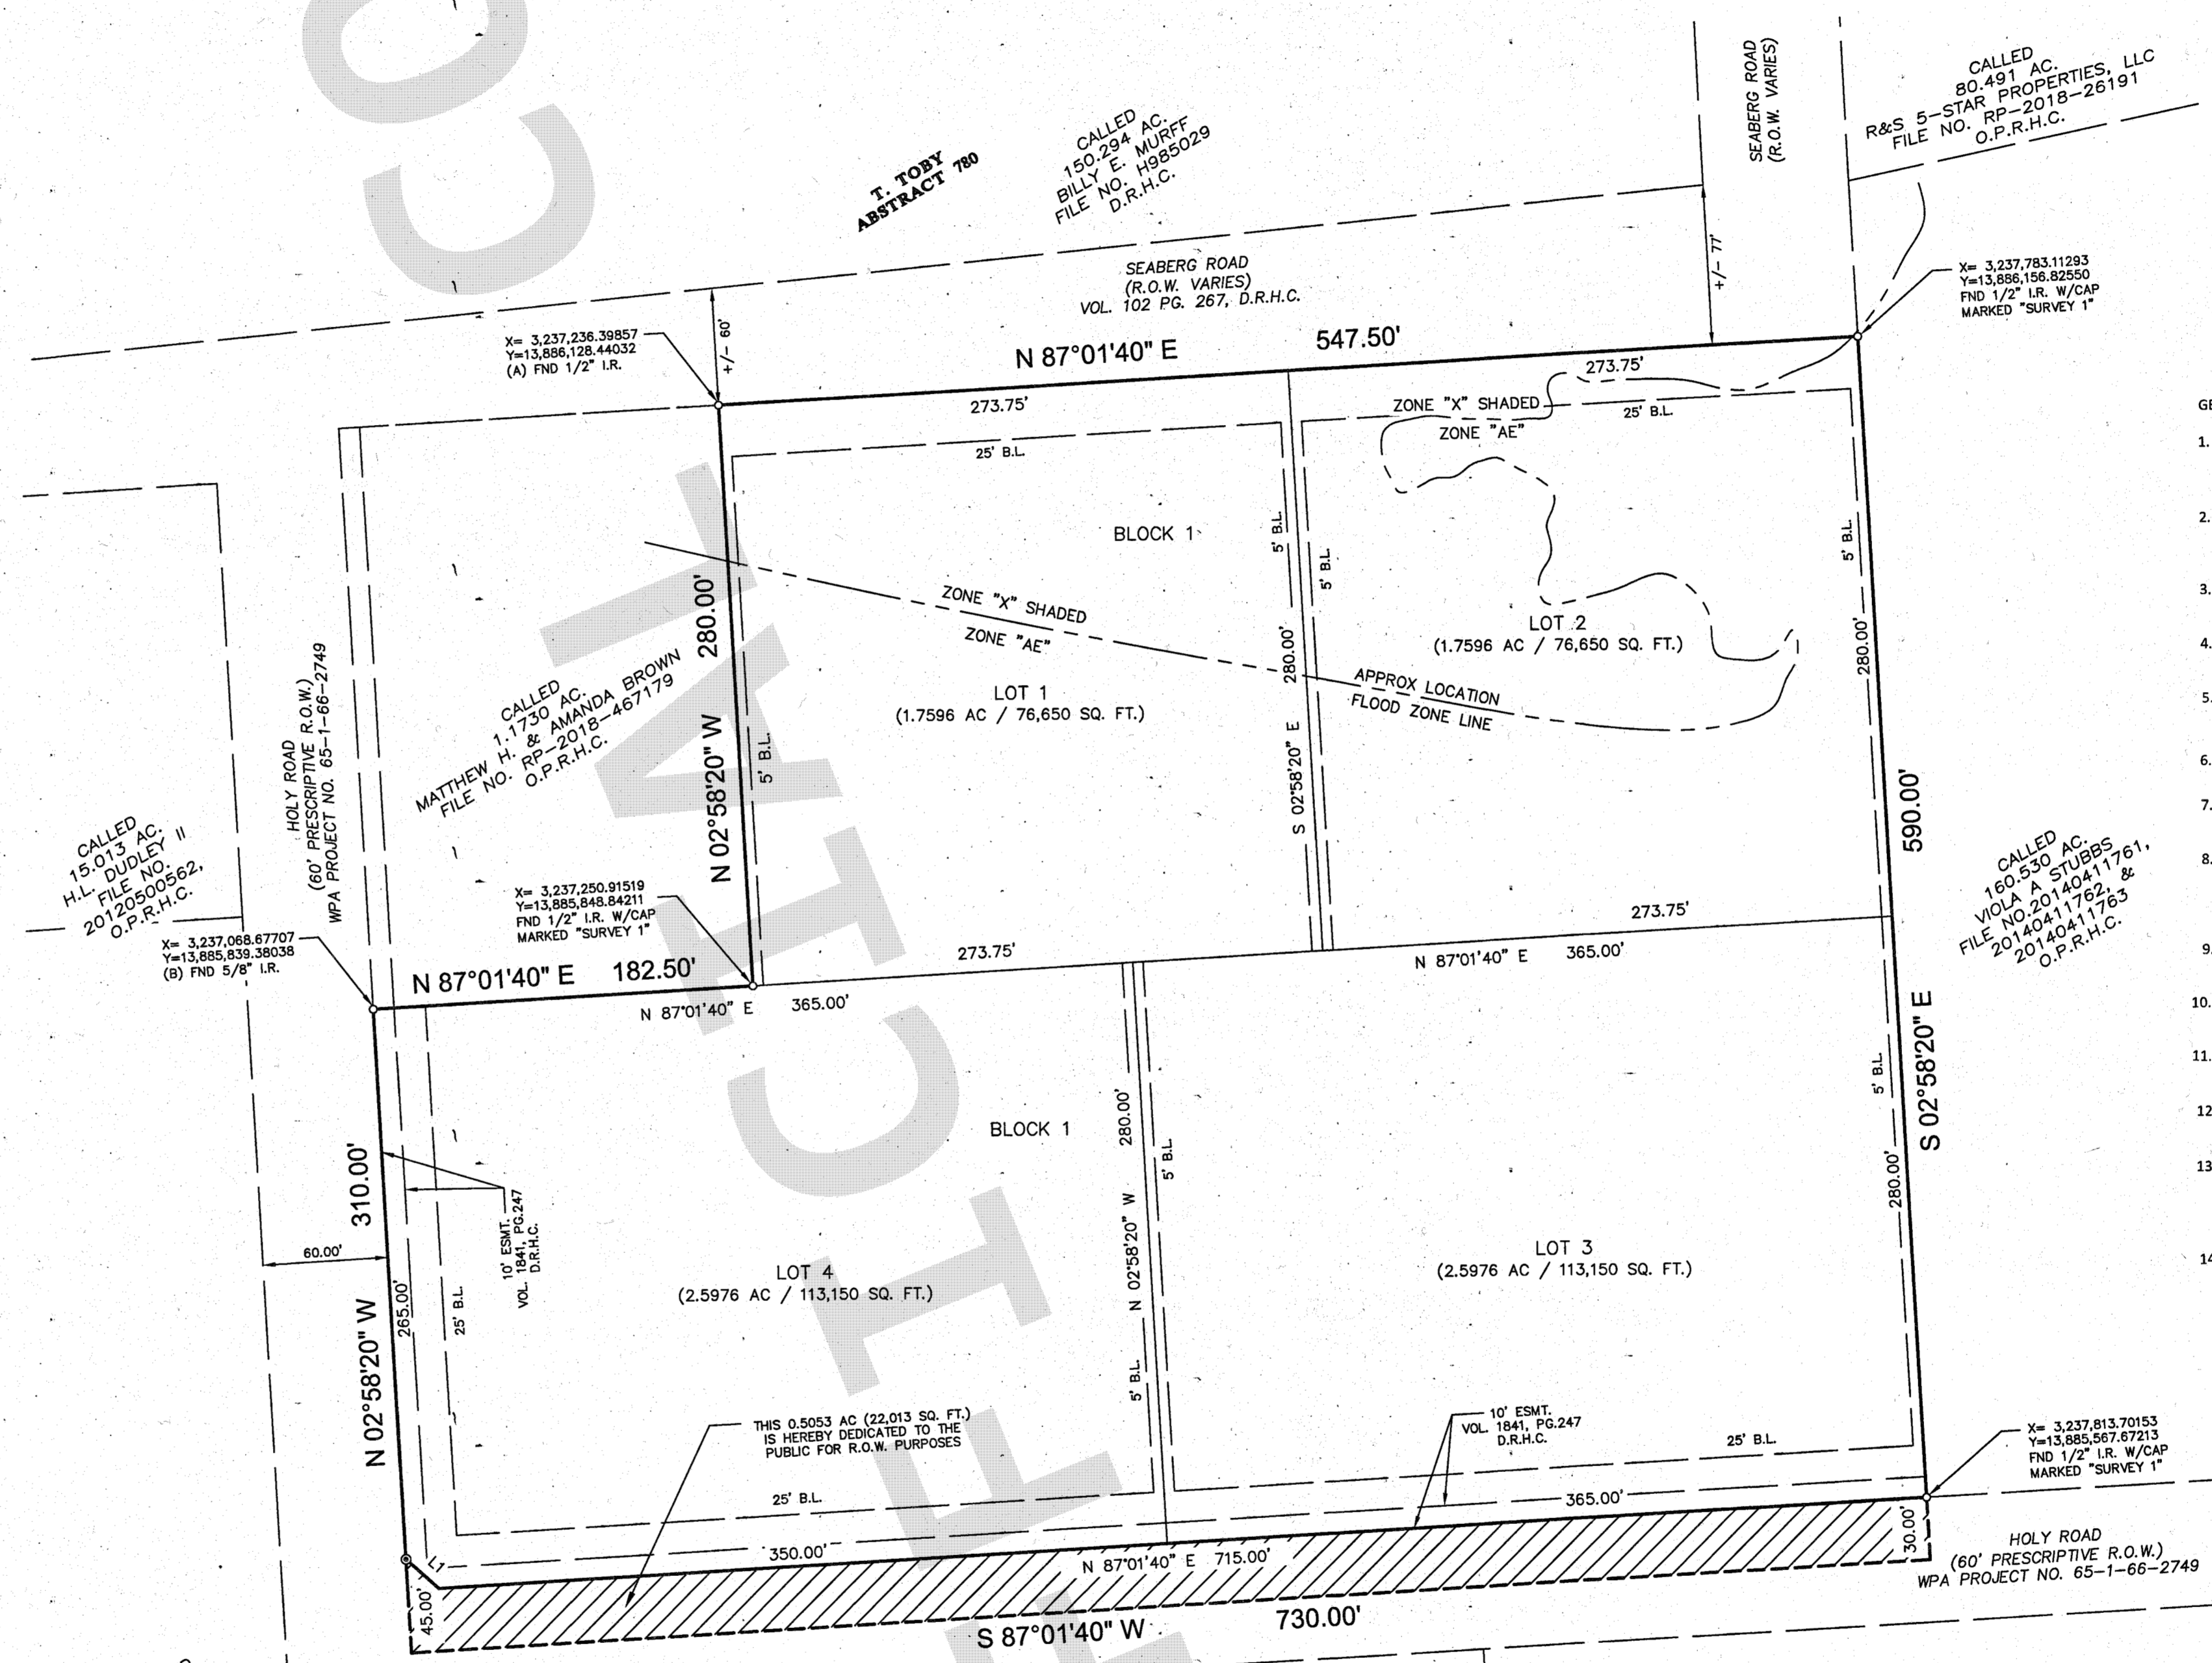 SEABERG ROAD
(R.O.W. VARIES)
CALLED
80.491 AC.
R&S 5-STAR PROPERTIES, LLC
FILE NO. RP-2018-26191
O.P.R.H.C.
CALLED
150.294 AC.
BILLY E. MURFF
FILE NO. H985029
D.R.H.C.
T. TOBY
ABSTRACT 780
SEABERG ROAD
(R.O.W. VARIES)
VOL. 102 PG. 267, D.R.H.C.
+/- 77'
X= 3,237,783.11293
Y=13,886,156.82550
FND 1/2" I.R. W/CAP
MARKED "SURVEY 1"
X= 3,237,236.39857
Y=13,886,128.44032
(A) FND 1/2" I.R.
+/- 60'
N 87°01'40" E 547.50'
273.75'
273.75'
ZONE "X" SHADED
25' B.L.
ZONE "AE"
25' B.L.
BLOCK 1
5' B.L.
5' B.L.
5' B.L.
280.00'
N 02°58'20" W
5' B.L.
ZONE "X" SHADED
ZONE "AE"
LOT 1
(1.7596 AC / 76,650 SQ. FT.)
280.00'
S 02°58'20" E
LOT 2
(1.7596 AC / 76,650 SQ. FT.)
APPROX LOCATION
FLOOD ZONE LINE
280.00'
590.00'
S 02°58'20" E
CALLED
1.1730 AC.
MATTHEW H. & AMANDA BROWN
FILE NO. RP-2018-467179
O.P.R.H.C.
HOLY ROAD
(60' PRESCRIPTIVE R.O.W.)
WPA PROJECT NO. 65-1-66-2749
CALLED
15.013 AC.
H.L. DUDLEY II
FILE NO.
20120500562,
O.P.R.H.C.
CALLED
160.530 AC.
VIOLA A STUBBS
FILE NO.20140411761,
20140411762, &
20140411763
O.P.R.H.C.
X= 3,237,250.91519
Y=13,885,848.84211
FND 1/2" I.R. W/CAP
MARKED "SURVEY 1"
X= 3,237,068.67707
Y=13,885,839.38038
(B) FND 5/8" I.R.
N 87°01'40" E 182.50'
273.75'
273.75'
N 87°01'40" E 365.00'
N 87°01'40" E 365.00'
BLOCK 1
280.00'
N 02°58'20" W
5' B.L.
5' B.L.
5' B.L.
280.00'
310.00'
N 02°58'20" W
60.00'
265.00'
25' B.L.
10' ESMT.
VOL. 1841, PG.247
D.R.H.C.
LOT 4
(2.5976 AC / 113,150 SQ. FT.)
LOT 3
(2.5976 AC / 113,150 SQ. FT.)
THIS 0.5053 AC (22,013 SQ. FT.)
IS HEREBY DEDICATED TO THE
PUBLIC FOR R.O.W. PURPOSES
10' ESMT.
VOL. 1841, PG.247
D.R.H.C.
25' B.L.
25' B.L.
365.00'
X= 3,237,813.70153
Y=13,885,567.67213
FND 1/2" I.R. W/CAP
MARKED "SURVEY 1"
L1
350.00'
N 87°01'40" E 715.00'
30.00'
45.00'
S 87°01'40" W 730.00'
HOLY ROAD
(60' PRESCRIPTIVE R.O.W.)
WPA PROJECT NO. 65-1-66-2749
1.
2.
3.
4.
5.
6.
7.
8.
9.
10.
11.
12
13
14